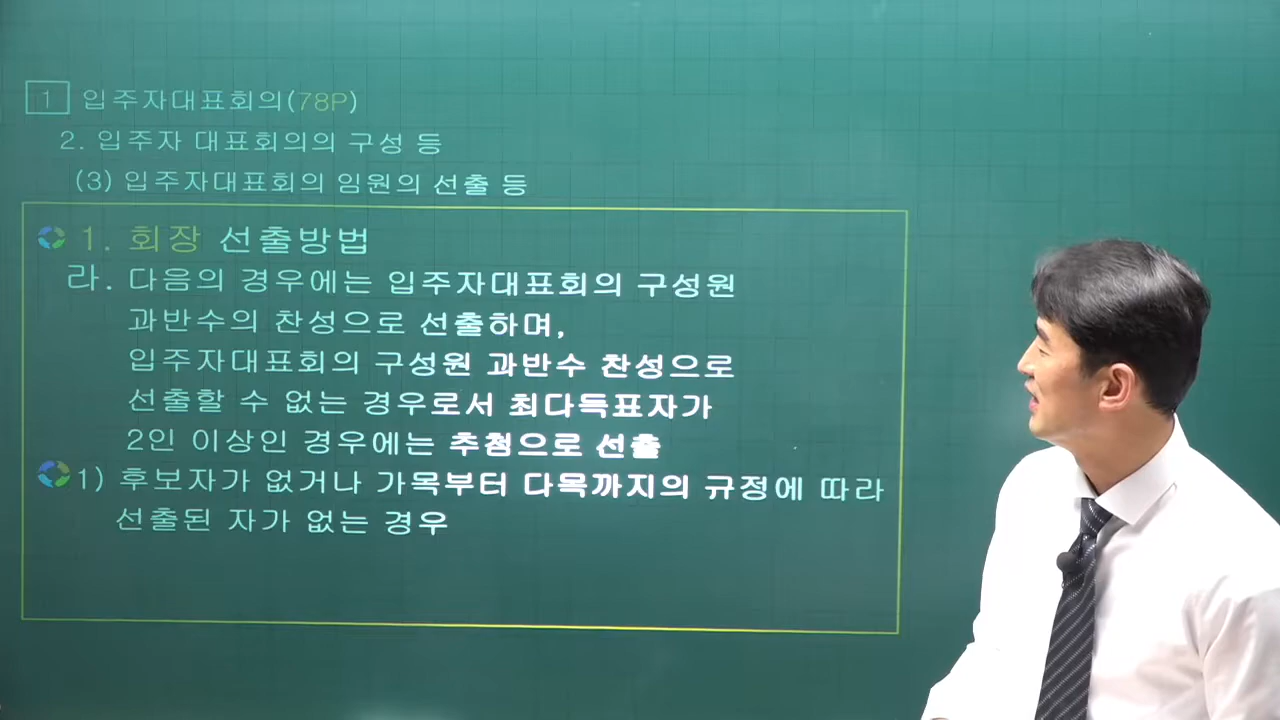 1 입주자대표회의(78P)
2. 입주자 대표회의의 구성 등
(3) 입주자대표회의 임원의 선출 등
1. 회장 선출방법
라. 다음의 경우에는 입주자대표회의 구성원
과반수의 찬성으로 선출하며,
입주자대표회의 구성원 과반수 찬성으로
선출할 수 없는 경우로서 최다득표자가
2인 이상인 경우에는 추첨으로 선출
1) 후보자가 없거나 가목부터 다목까지의 규정에 따라
선출된 자가 없는 경우